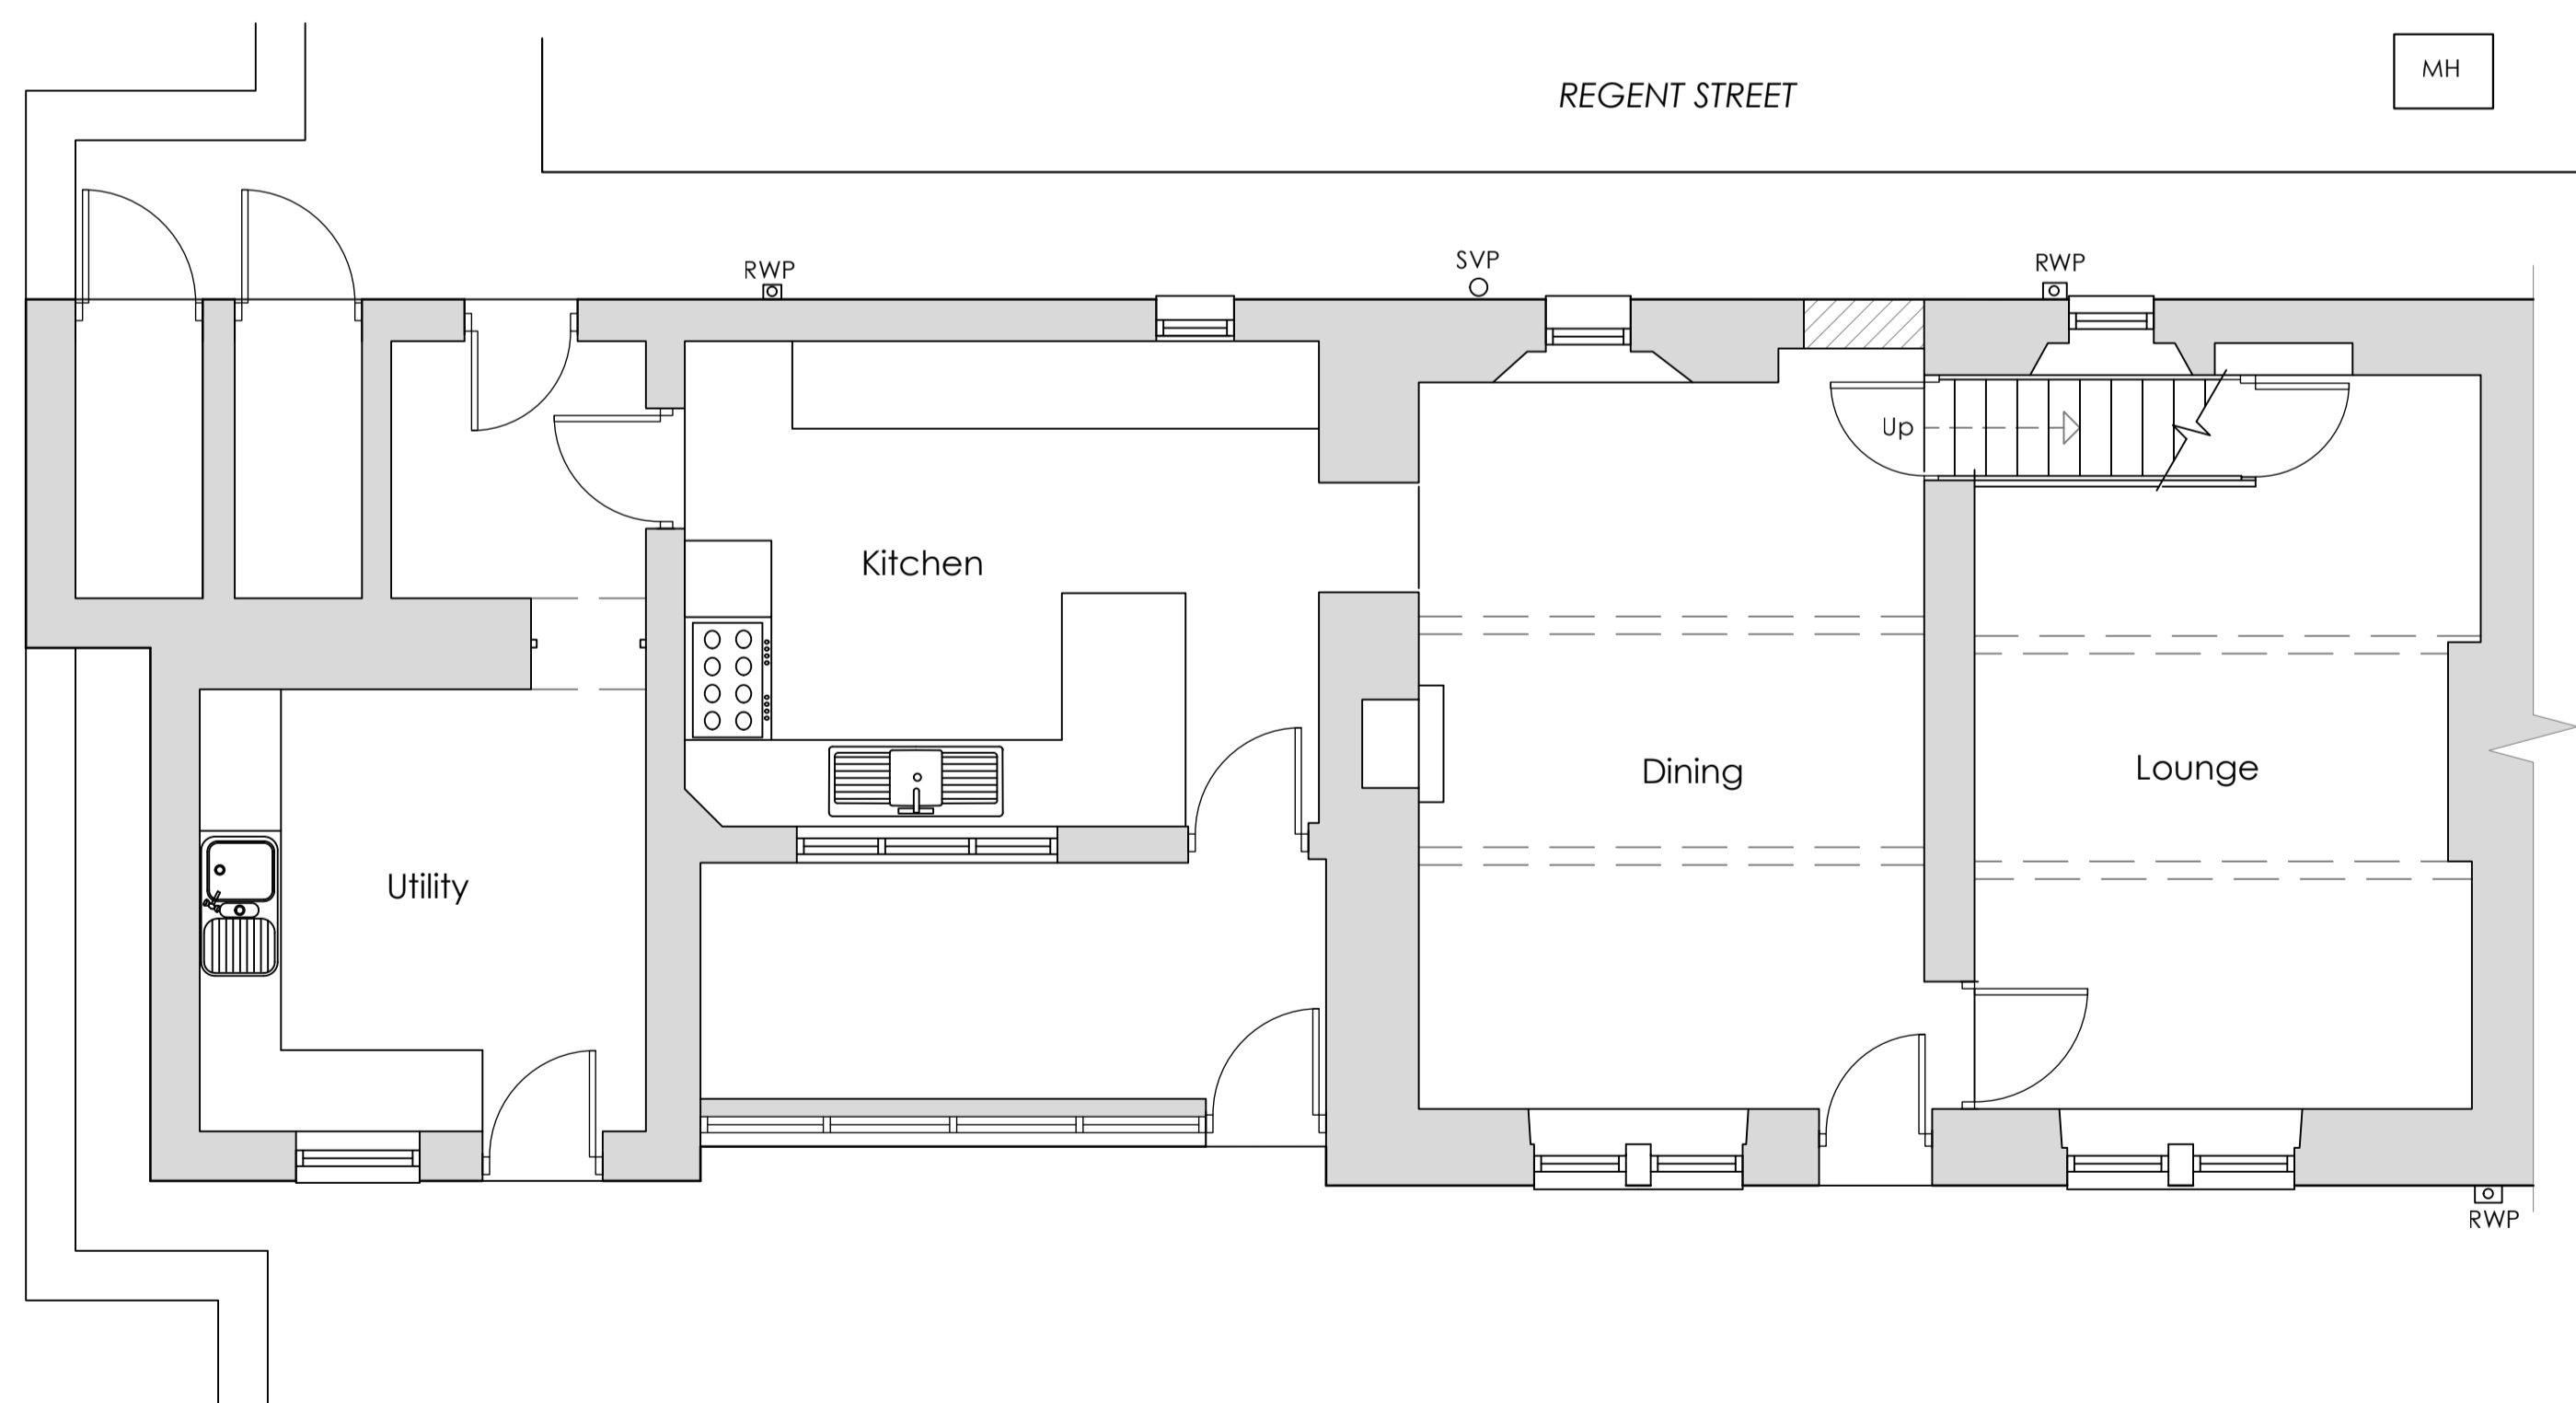 REGENT STREET
MH
RWP
SVP
RWP
Up
Kitchen
Dining
Lounge
Utility
RWP